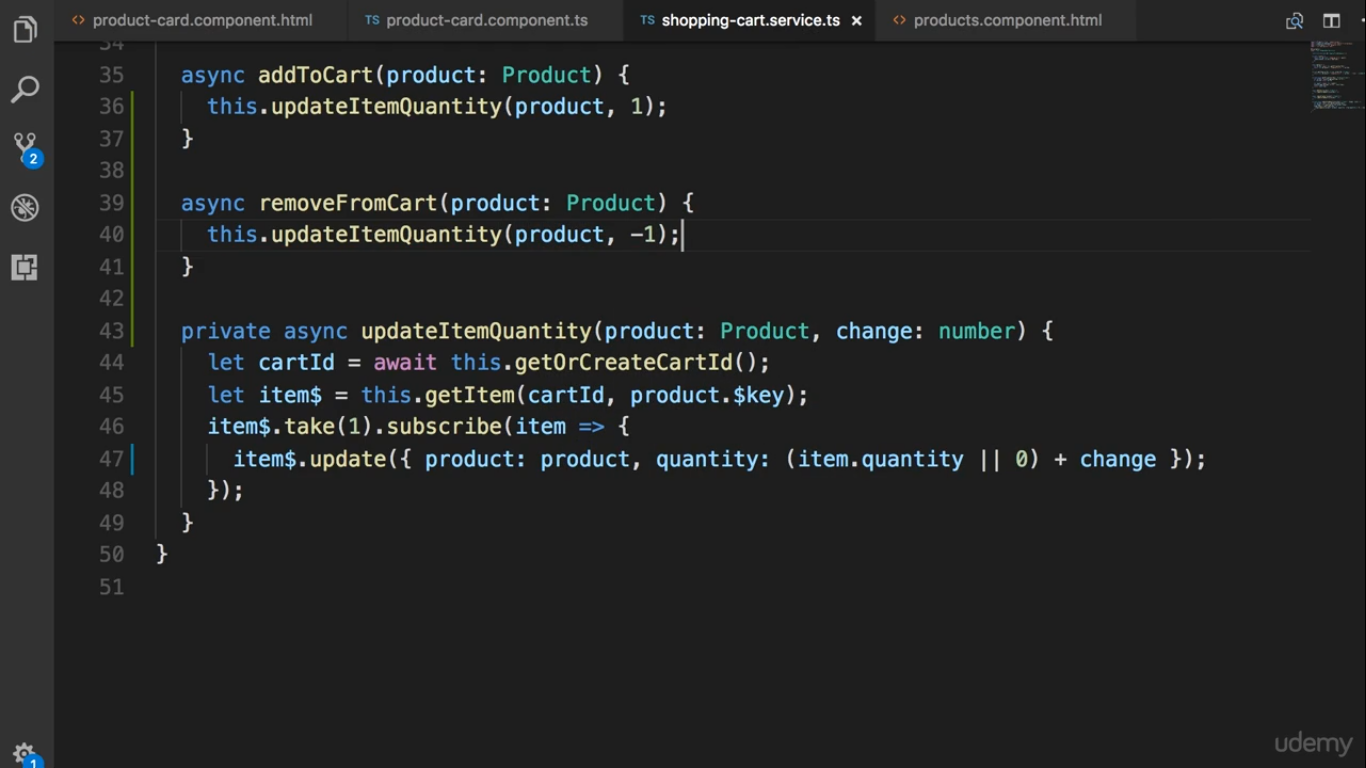 product-card.component.html
TS product-card.component.ts
TS shopping-cart.service.ts ×
products.component.html
34
35 async addToCart(product: Product) {
36 this.updateItemQuantity(product, 1);
37 }
38
39 async removeFromCart(product: Product) {
40 this.updateItemQuantity(product, -1);
41 }
42
43 private async updateItemQuantity(product: Product, change: number) {
44 let cartId = await this.getOrCreateCartId();
45 let item$ = this.getItem(cartId, product.$key);
46 item$.take(1).subscribe(item => {
47 item$.update({ product: product, quantity: (item.quantity || 0) + change });
48 });
49 }
50 }
51
2
1
udemy